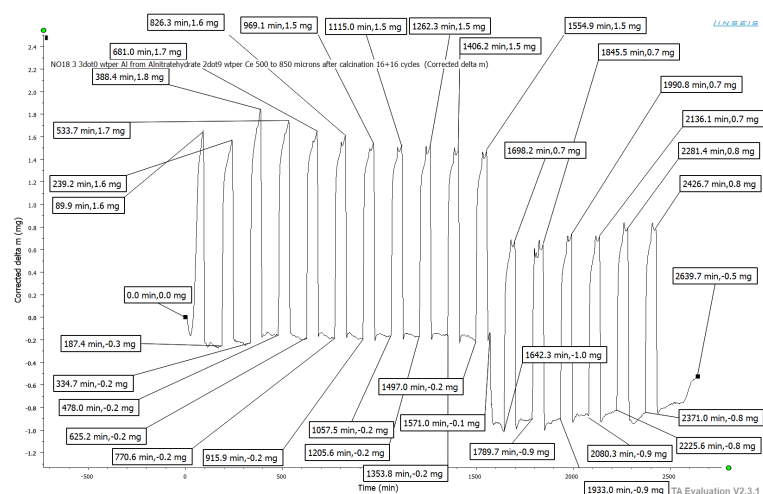 LINSEIS
826.3 min,1.6 mg
969.1 min,1.5 mg
1115.0 min,1.5 mg
1262.3 min,1.5 mg
1554.9 min,1.5 mg
1406.2 min,1.5 mg
681.0 min,1.7 mg
1845.5 min,0.7 mg
NO18 3 3dot0 wtper Al from Alnitratehydrate 2dot9 wtper Ce 500 to 850 microns after calcination 16+16 cycles (Corrected delta m)
388.4 min,1.8 mg
1990.8 min,0.7 mg
2136.1 min,0.7 mg
533.7 min,1.7 mg
1698.2 min,0.7 mg
2281.4 min,0.8 mg
239.2 min,1.6 mg
2426.7 min,0.8 mg
89.9 min,1.6 mg
2.4
2.2
2.0
1.8
1.6
1.4
1.2
1.0
0.8
0.6
0.4
0.2
0.0
-0.2
-0.4
-0.6
-0.8
-1.0
-1.2
Corrected delta m (mg)
0.0 min,0.0 mg
2639.7 min,-0.5 mg
187.4 min,-0.3 mg
1642.3 min,-1.0 mg
334.7 min,-0.2 mg
1497.0 min,-0.2 mg
478.0 min,-0.2 mg
1571.0 min,-0.1 mg
2371.0 min,-0.8 mg
625.2 min,-0.2 mg
1057.5 min,-0.2 mg
2225.6 min,-0.8 mg
770.6 min,-0.2 mg
915.9 min,-0.2 mg
1205.6 min,-0.2 mg
1789.7 min,-0.9 mg
2080.3 min,-0.9 mg
1353.8 min,-0.2 mg
-500
0
500
1000
1500
2000
2500
Time (min)
1933.0 min,-0.9 mg
TA Evaluation V2.3.1